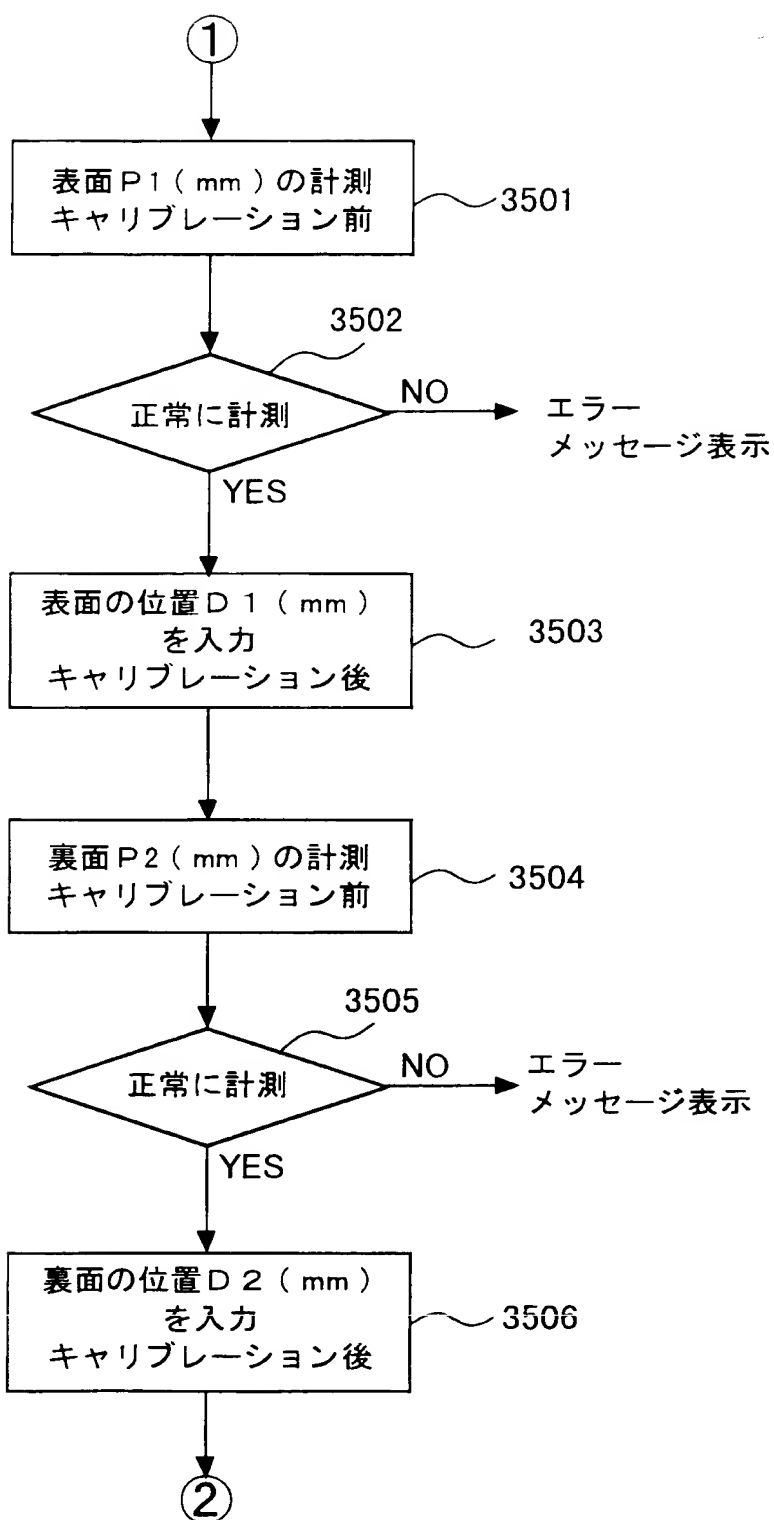 ①
表面P1(mm)の計測
キャリブレーション前
3501
3502
正常に計測
NO
エラー
メッセージ表示
YES
表面の位置D1(mm)
を入力
キャリブレーション後
3503
裏面P2(mm)の計測
キャリブレーション前
3504
3505
正常に計測
NO
エラー
メッセージ表示
YES
裏面の位置D2(mm)
を入力
キャリブレーション後
3506
②